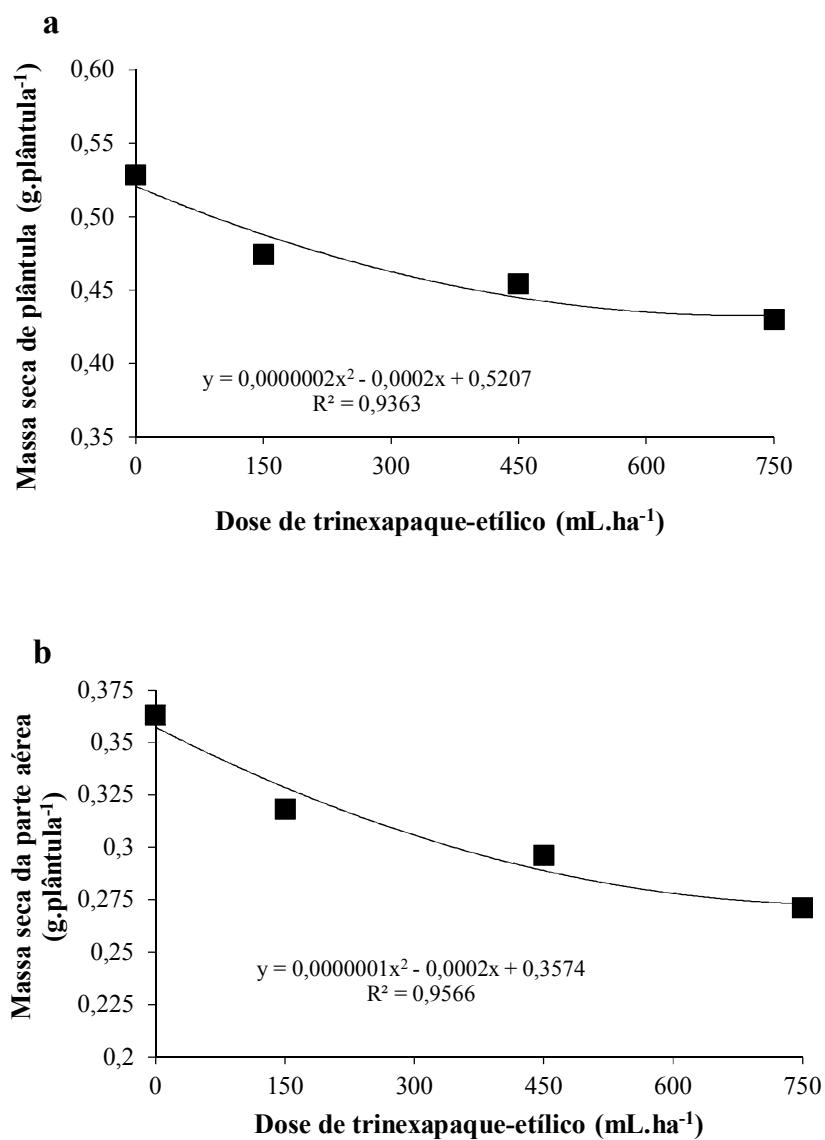 a
Massa seca de plântula (g.plântula⁻¹)
0,60
0,55
0,50
0,45
0,40
0,35
y = 0,0000002x² - 0,0002x + 0,5207
R² = 0,9363
0 150 300 450 600 750
Dose de trinexapaque-etílico (mL.ha⁻¹)
b
Massa seca da parte aérea
(g.plântula⁻¹)
0,375
0,35
0,325
0,3
0,275
0,25
0,225
0,2
y = 0,0000001x² - 0,0002x + 0,3574
R² = 0,9566
0 150 300 450 600 750
Dose de trinexapaque-etílico (mL.ha⁻¹)